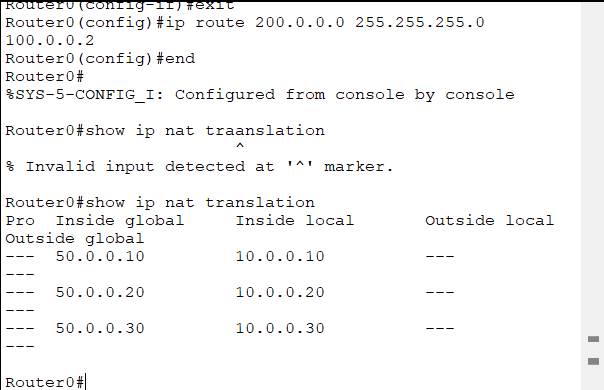 Router0(config-if)#exit
Router0(config)#ip route 200.0.0.0 255.255.255.0
100.0.0.2
Router0(config)#end
Router0#
%SYS-5-CONFIG_I: Configured from console by console
Router0#show ip nat traanslation
^
% Invalid input detected at '^' marker.
Router0#show ip nat translation
Pro  Inside global     Inside local       Outside local
Outside global
---  50.0.0.10         10.0.0.10          ---
---
---  50.0.0.20         10.0.0.20          ---
---
---  50.0.0.30         10.0.0.30          ---
---
Router0#